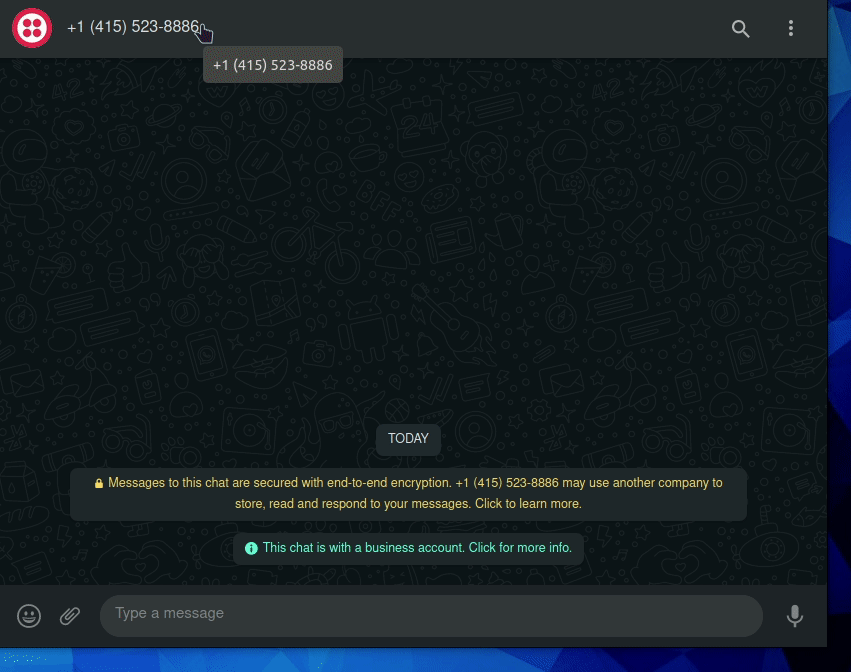 +1 (415) 523-8886
+1 (415) 523-8886
24
BFF
TODAY
Messages to this chat are secured with end-to-end encryption. +1 (415) 523-8886 may use another company to
store, read and respond to your messages. Click to learn more.
This chat is with a business account. Click for more info.
Type a message